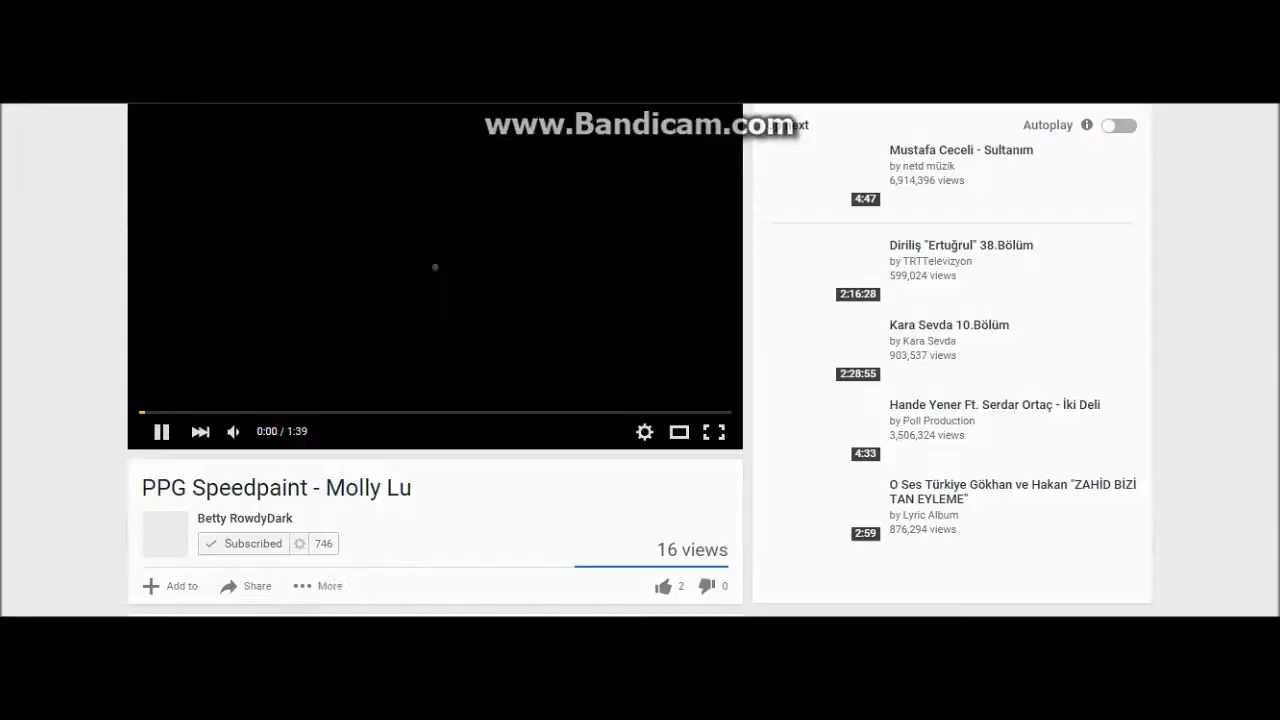 www.Bandicam.com
Autoplay
Mustafa Ceceli - Sultanım
by netd müzik
6,914,396 views
4:47
Diriliş "Ertuğrul" 38.Bölüm
by TRTTelevizyon
599,024 views
2:16:28
Kara Sevda 10.Bölüm
by Kara Sevda
903,537 views
2:28:55
Hande Yener Ft. Serdar Ortaç - İki Deli
by Poll Production
3,506,324 views
4:33
O Ses Türkiye Gökhan ve Hakan "ZAHİD BİZİ
TAN EYLEME"
by Lyric Album
876,294 views
2:59
0:00 / 1:39
PPG Speedpaint - Molly Lu
Betty RowdyDark
Subscribed 746
16 views
Add to Share More 2 0